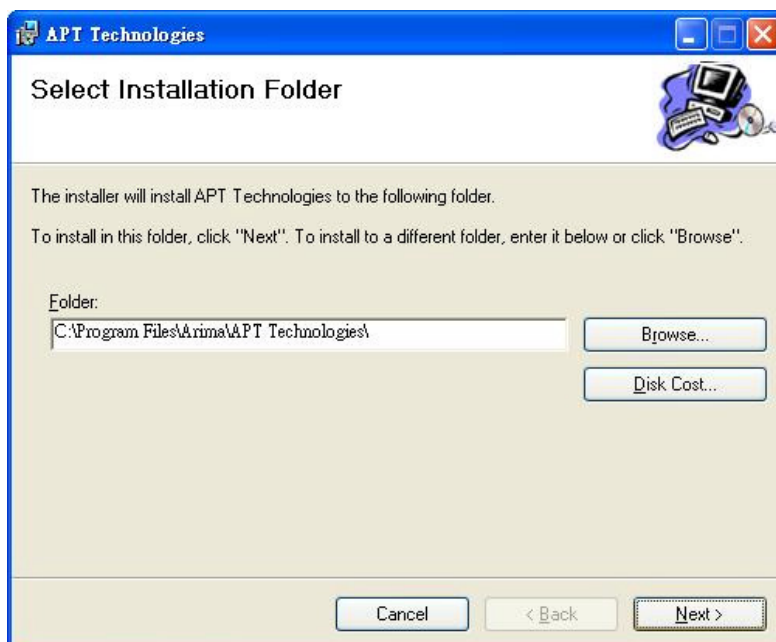 APT Technologies
Select Installation Folder
The installer will install APT Technologies to the following folder.
To install in this folder, click "Next". To install to a different folder, enter it below or click "Browse".
Folder:
C:\Program Files\Arima\APT Technologies\
Browse...
Disk Cost...
Cancel
< Back
Next >